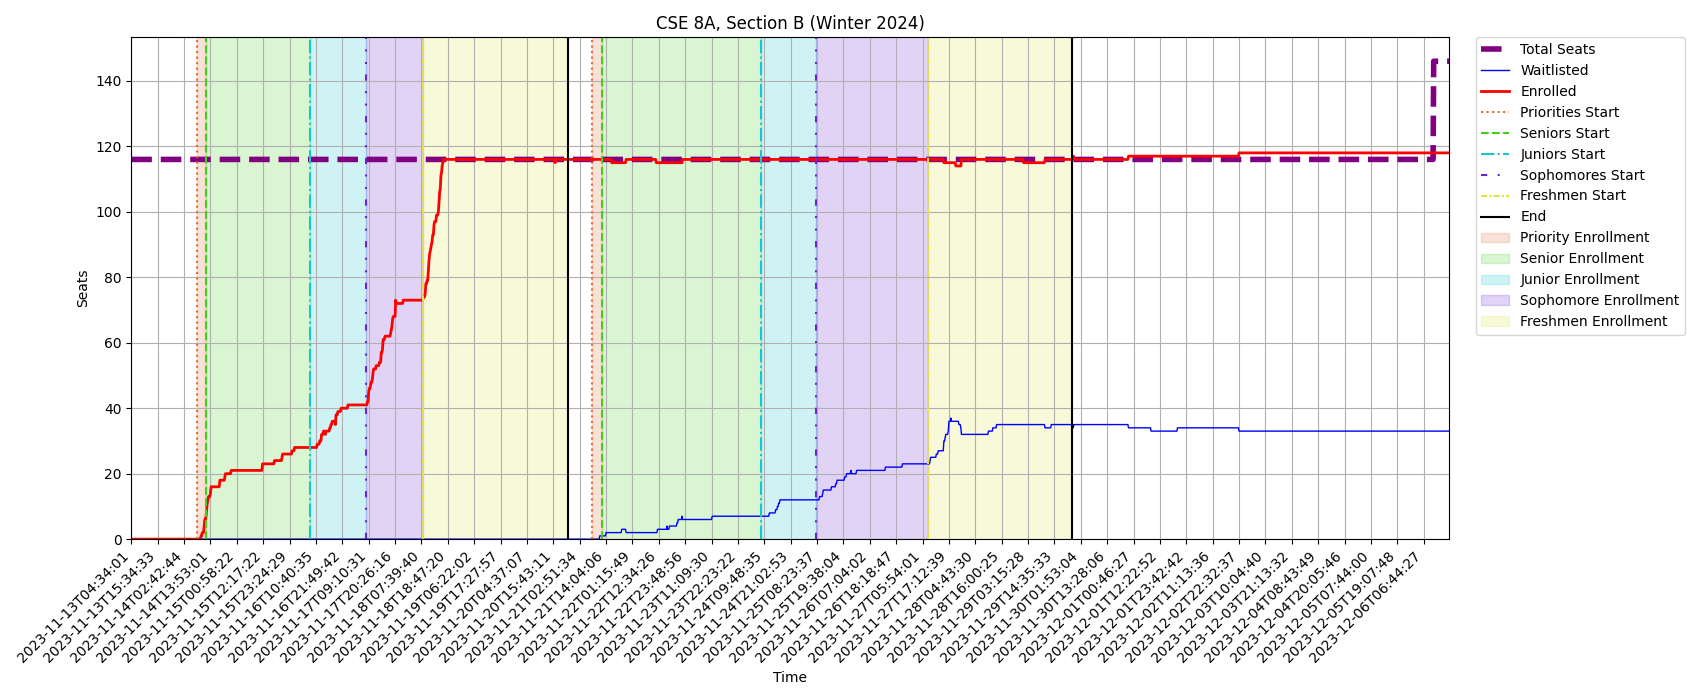 CSE 8A, Section B (Winter 2024)
Seats
140
120
100
80
60
40
20
0
2023-11-13T04:34:01
2023-11-13T15:34:33
2023-11-14T02:42:44
2023-11-14T13:53:01
2023-11-15T00:58:22
2023-11-15T12:17:22
2023-11-15T23:24:29
2023-11-16T10:40:35
2023-11-16T21:49:42
2023-11-17T09:10:31
2023-11-17T20:26:16
2023-11-18T07:39:40
2023-11-18T18:47:20
2023-11-19T06:22:02
2023-11-19T17:27:57
2023-11-20T04:37:07
2023-11-20T15:43:11
2023-11-21T02:51:34
2023-11-21T14:04:06
2023-11-22T01:15:49
2023-11-22T12:34:26
2023-11-22T23:48:56
2023-11-23T11:09:30
2023-11-23T22:23:22
2023-11-24T09:48:35
2023-11-24T21:02:53
2023-11-25T08:23:37
2023-11-25T19:38:04
2023-11-26T07:04:02
2023-11-26T18:18:47
2023-11-27T05:54:01
2023-11-27T17:12:39
2023-11-28T04:43:30
2023-11-28T16:00:25
2023-11-29T03:15:28
2023-11-29T14:35:33
2023-11-30T01:53:04
2023-11-30T13:28:06
2023-12-01T00:46:27
2023-12-01T12:22:52
2023-12-01T23:42:42
2023-12-02T11:13:36
2023-12-02T22:32:37
2023-12-03T10:04:40
2023-12-03T21:13:32
2023-12-04T08:43:49
2023-12-04T20:05:46
2023-12-05T07:44:00
2023-12-05T19:07:48
2023-12-06T06:44:27
Time
Total Seats
Waitlisted
Enrolled
Priorities Start
Seniors Start
Juniors Start
Sophomores Start
Freshmen Start
End
Priority Enrollment
Senior Enrollment
Junior Enrollment
Sophomore Enrollment
Freshmen Enrollment